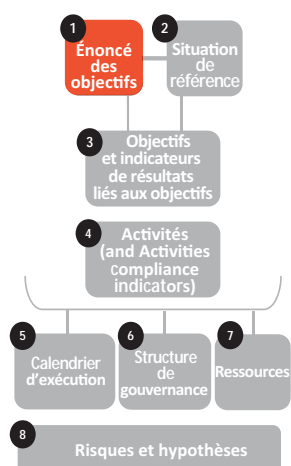 1
Énoncé
des
objectifs
2
Situation
de
référence
3
Objectifs
et indicateurs
de résultats
liés aux objectifs
4
Activités
(and Activities
compliance
indicators)
5
Calendrier
d'exécution
6
Structure
de
gouvernance
7
Ressources
8
Risques et hypothèses